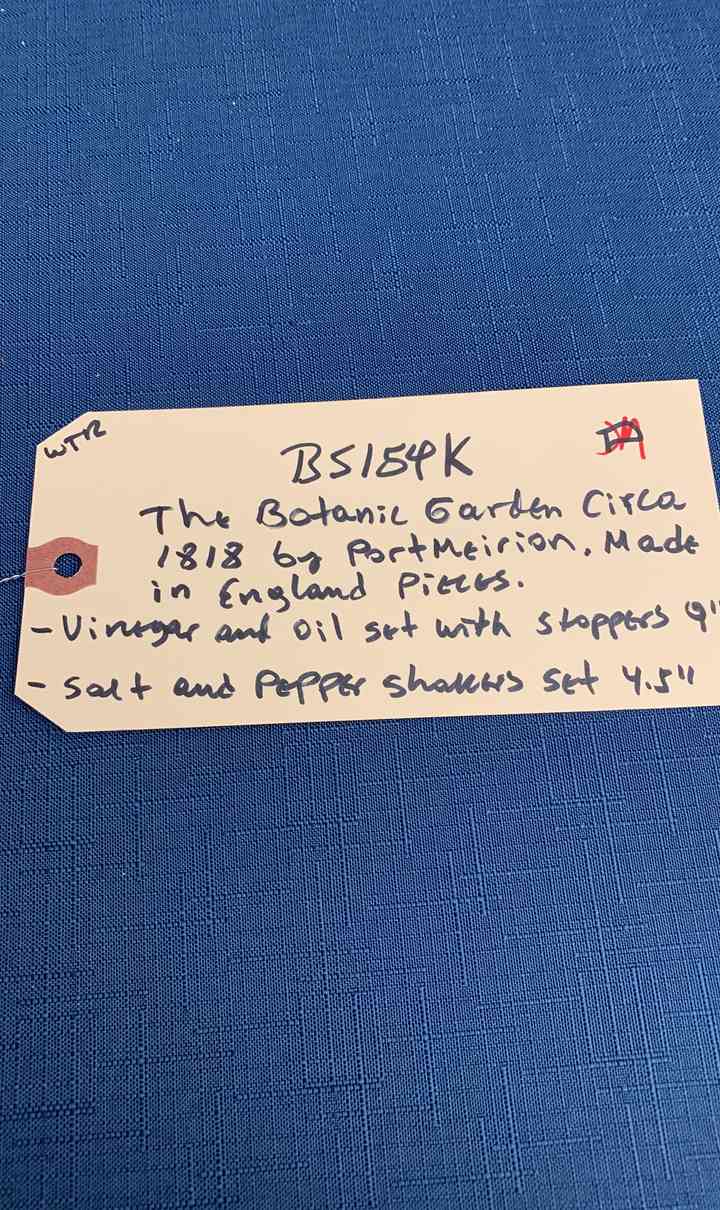 WTR
BS154K
The Botanic Garden Circa
1818 by PortMeirion. Made
in England Pieces.
- Vinegar and Oil set with stoppers 9"
- Salt and Pepper shakers set 4.5"